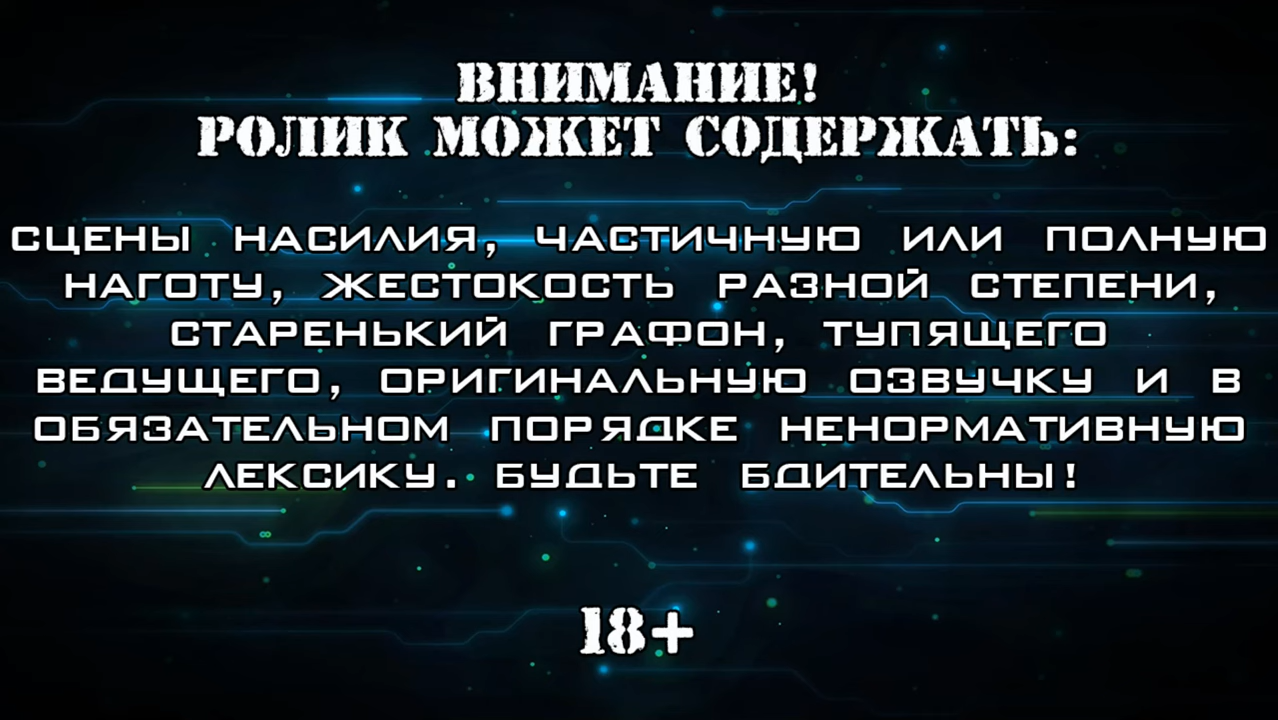 ВНИМАНИЕ!
РОЛИК МОЖЕТ СОДЕРЖАТЬ:
СЦЕНЫ НАСИЛИЯ, ЧАСТИЧНУЮ ИЛИ ПОЛНУЮ
НАГОТУ, ЖЕСТОКОСТЬ РАЗНОЙ СТЕПЕНИ,
СТАРЕНЬКИЙ ГРАФОН, ТУПЯЩЕГО
ВЕДУЩЕГО, ОРИГИНАЛЬНУЮ ОЗВУЧКУ И В
ОБЯЗАТЕЛЬНОМ ПОРЯДКЕ НЕНОРМАТИВНУЮ
ЛЕКСИКУ. БУДЬТЕ БДИТЕЛЬНЫ!
18+